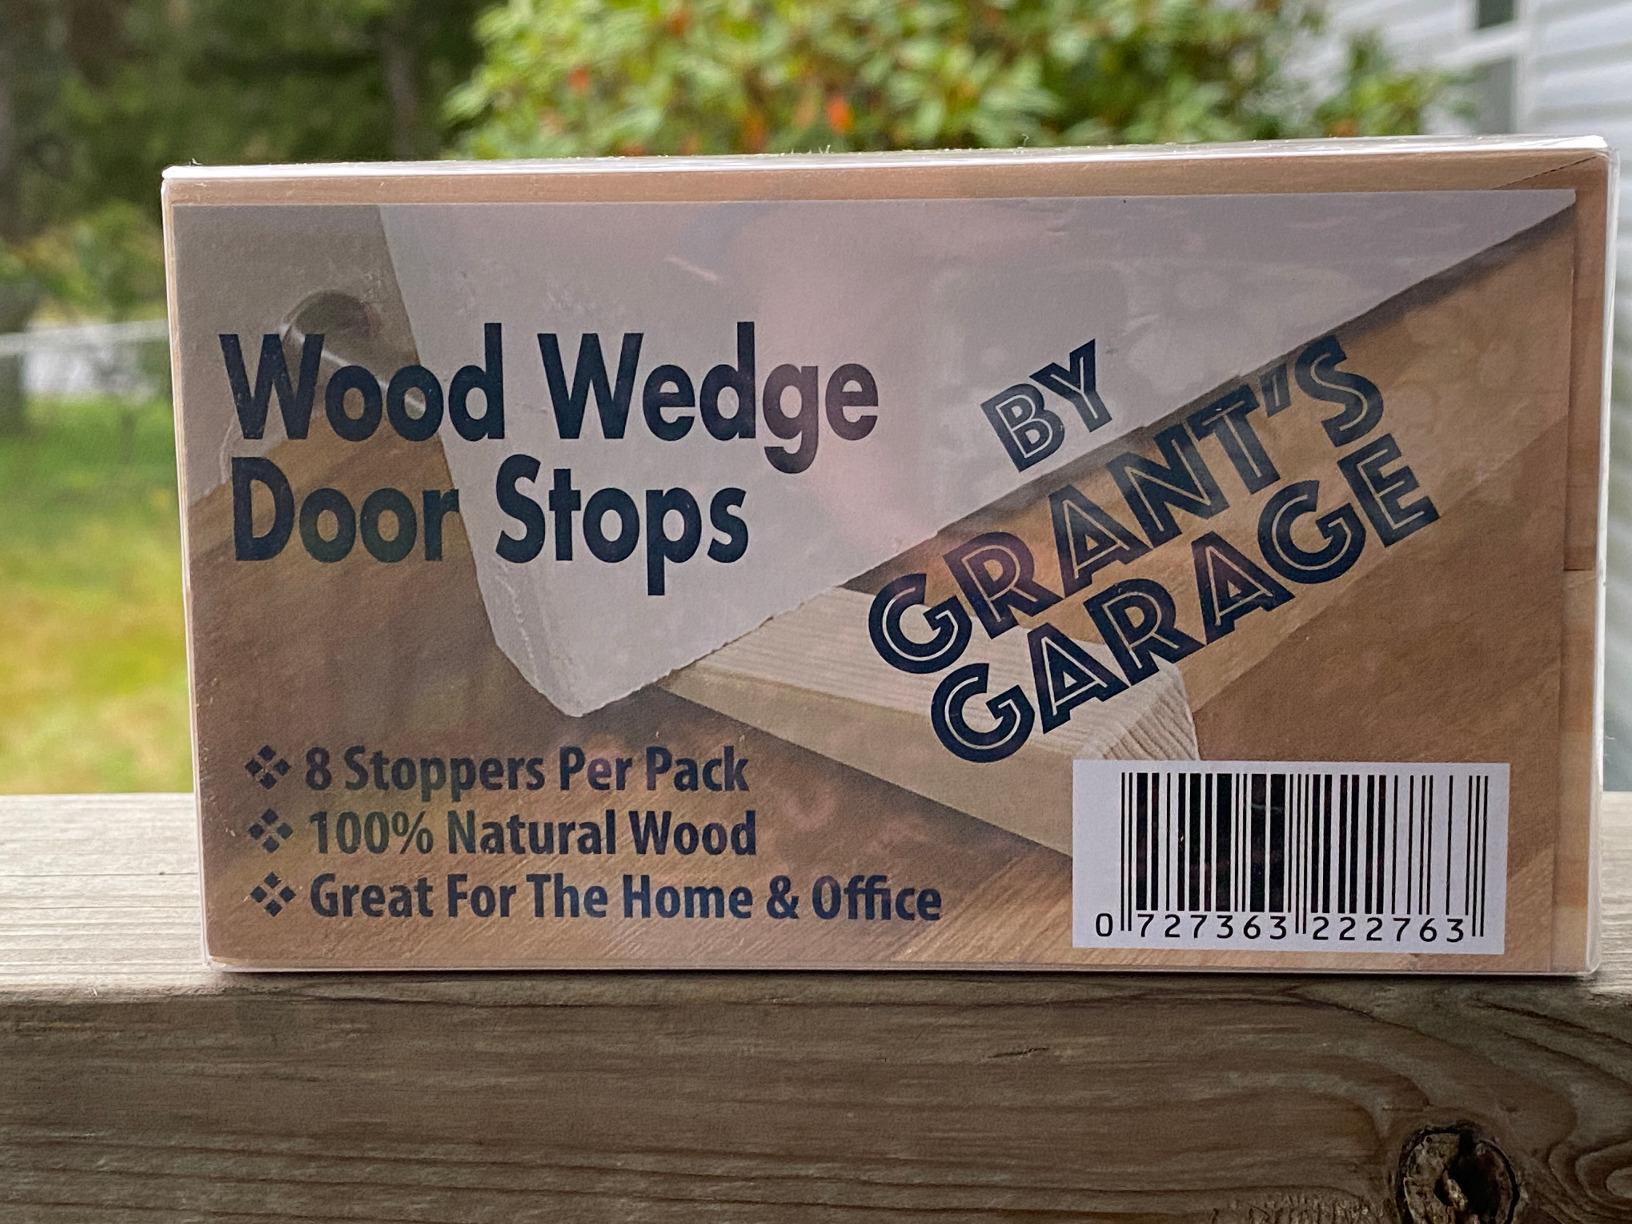 Wood Wedge
Door Stops
BY
GRANT'S
GARAGE
❖ 8 Stoppers Per Pack
❖ 100% Natural Wood
❖ Great For The Home & Office
0 727363 222763